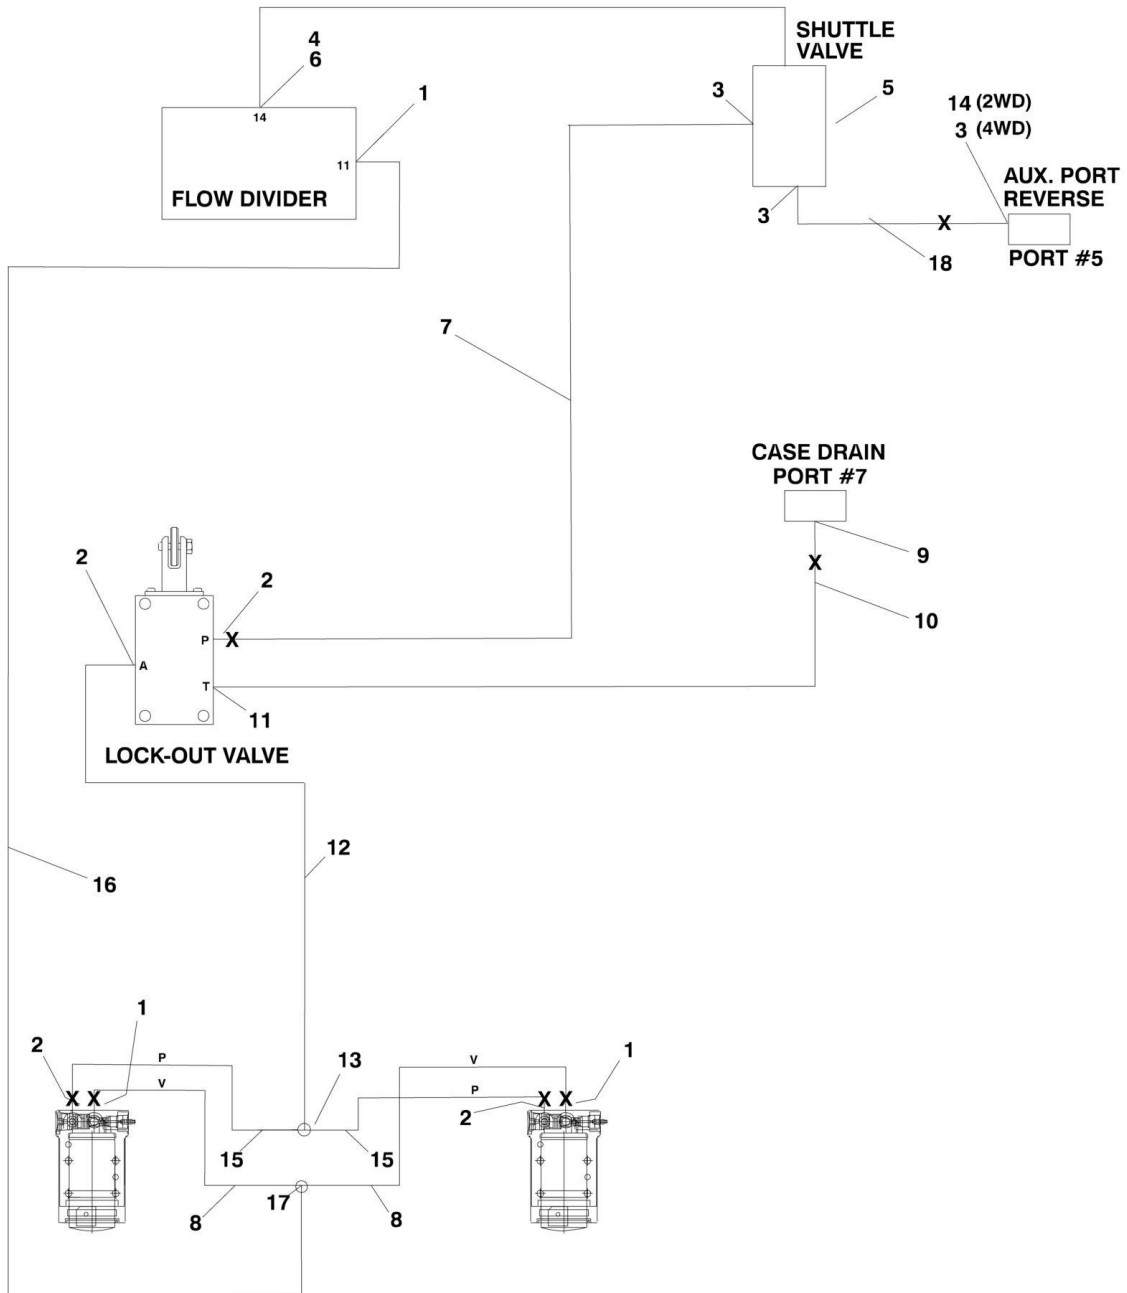 SHUTTLE
VALVE
4
6
1
3
5
14 (2WD)
3 (4WD)
14
11
FLOW DIVIDER
AUX. PORT
REVERSE
3
X
18
PORT #5
7
CASE DRAIN
PORT #7
2
2
9
X
10
P
X
A
T
11
LOCK-OUT VALVE
12
16
1
2
P
13
V
1
V
P
X X
X X
2
15
15
17
8
8